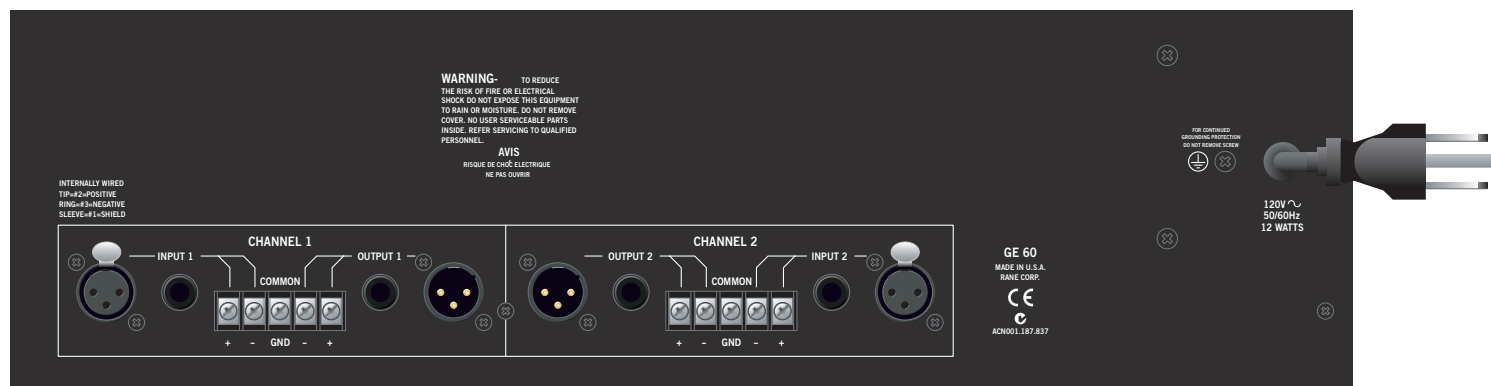 WARNING- TO REDUCE
THE RISK OF FIRE OR ELECTRICAL
SHOCK DO NOT EXPOSE THIS EQUIPMENT
TO RAIN OR MOISTURE. DO NOT REMOVE
COVER. NO USER SERVICEABLE PARTS
INSIDE. REFER SERVICING TO QUALIFIED
PERSONNEL.
AVIS
RISQUE DE CHOC ELECTRIQUE
NE PAS OUVRIR
FOR CONTINUED
GROUNDING PROTECTION
DO NOT REMOVE SCREW
120V
50/60Hz
12 WATTS
INTERNALLY WIRED
TIP=#2=POSITIVE
RING=#3=NEGATIVE
SLEEVE=#1=SHIELD
CHANNEL 1
INPUT 1
OUTPUT 1
COMMON
+ – GND – +
CHANNEL 2
OUTPUT 2
INPUT 2
COMMON
+ – GND – +
GE 60
MADE IN U.S.A.
RANE CORP.
CE
ACN001.187.837